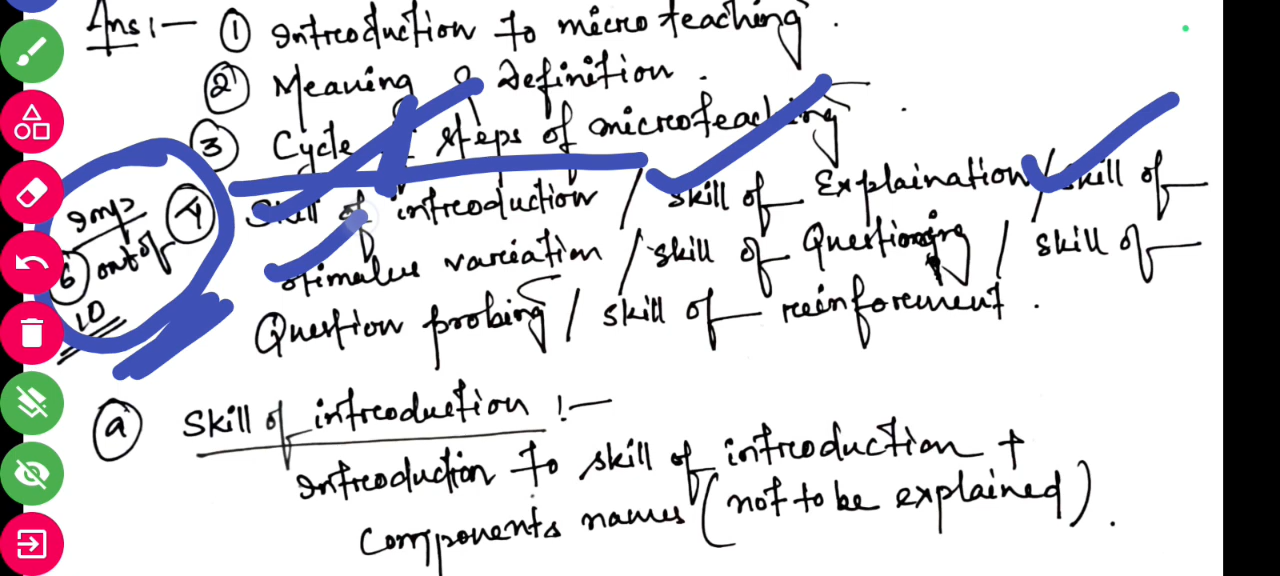 Ans :— ① Introduction to micro teaching .
② Meaning & Definition .
③ Cycle / steps of microteaching
Imp ④ Skill of introduction / skill of Explaination / skill of
⑥ out of stimulus variation / skill of Questioning / skill of
10 Question probing / skill of reinforcement .
ⓐ Skill of introduction :—
Introduction to skill of introduction +
Components names (not to be explained) .